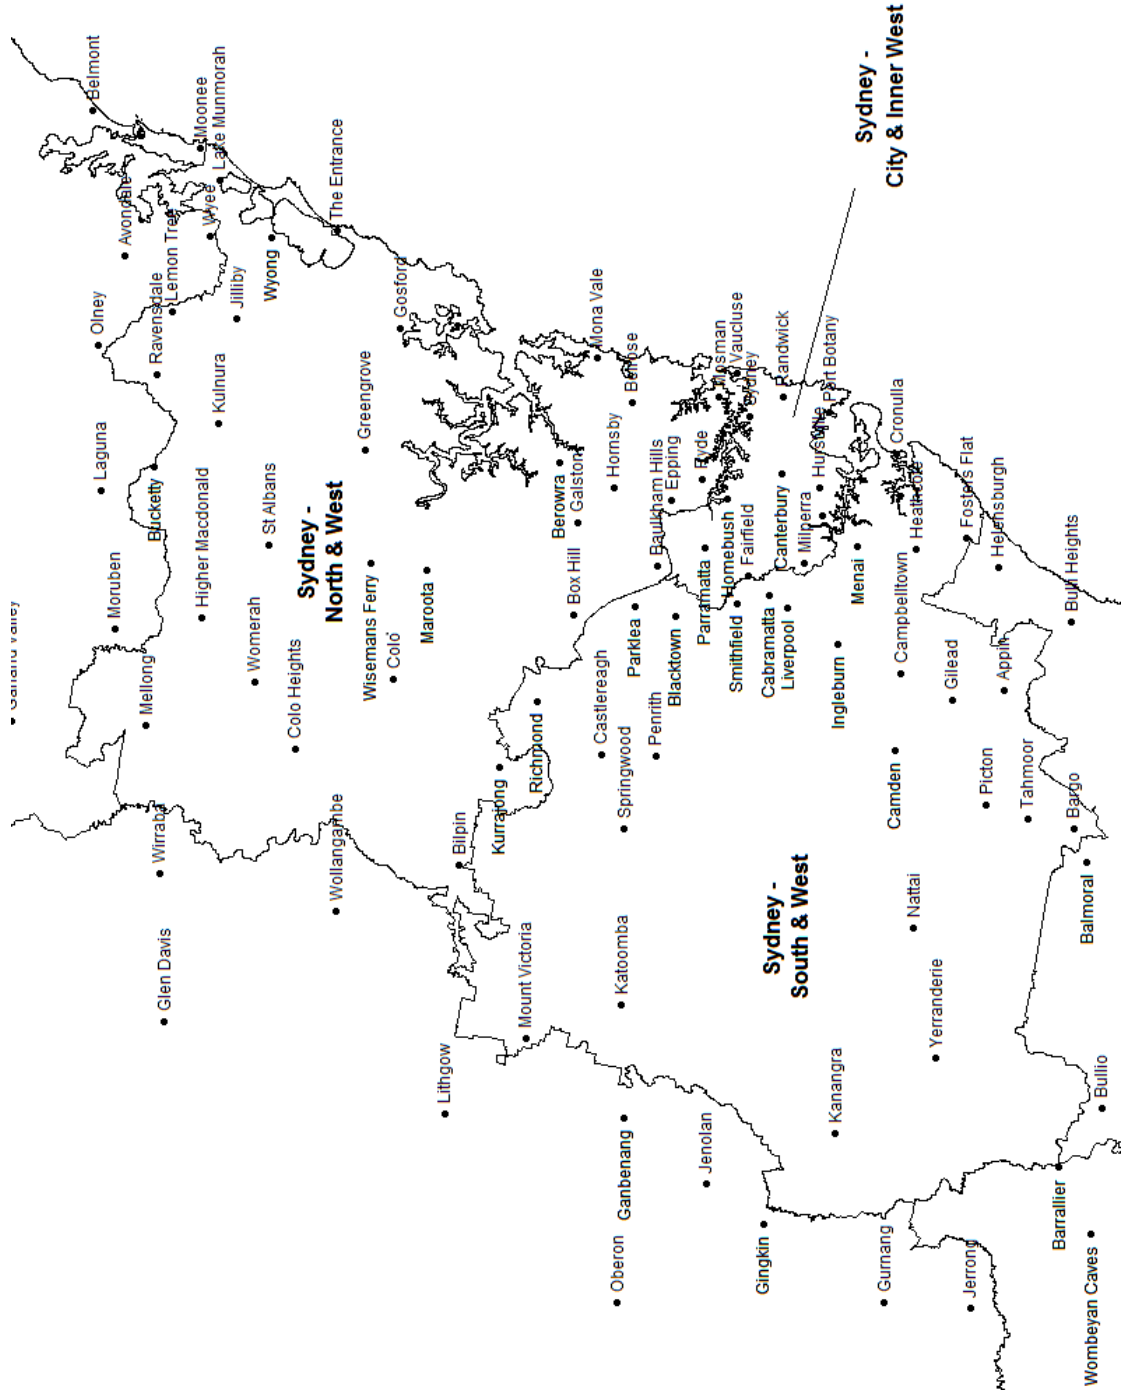 Belmont
Moonee
Lake Munmorah
Avondale
Lemon Tree
Wyee
The Entrance
Olney
Ravensdale
Jilliby
Wyong
Gosford
Laguna
Bucketty
Kulnura
Greengrove
Moruben
Higher Macdonald
St Albans
Sydney -
North & West
Mellong
Womerah
Colo Heights
Wisemans Ferry
Colo
Maroota
Wirraba
Wollangambe
Glen Davis
Lithgow
Bilpin
Kurrajong
Richmond
Mount Victoria
Berowra
Galston
Box Hill
Mona Vale
Belrose
Hornsby
Baulkham Hills
Epping
Ryde
Mosman
Vaucluse
Sydney
Randwick
Port Botany
Sydney -
City & Inner West
Hurstville
Cronulla
Castlereagh
Springwood
Parklea
Penrith
Blacktown
Parramatta
Homebush
Fairfield
Smithfield
Cabramatta
Liverpool
Canterbury
Milperra
Menai
Heathcote
Fosters Flat
Helensburgh
Bulli Heights
Ingleburn
Campbelltown
Gilead
Appin
Camden
Picton
Tahmoor
Bargo
Balmoral
Katoomba
Sydney -
South & West
Nattai
Yerranderie
Kanangra
Bullio
Oberon
Ganbenang
Jenolan
Gingkin
Gurnang
Jerrong
Barrallier
Wombeyan Caves